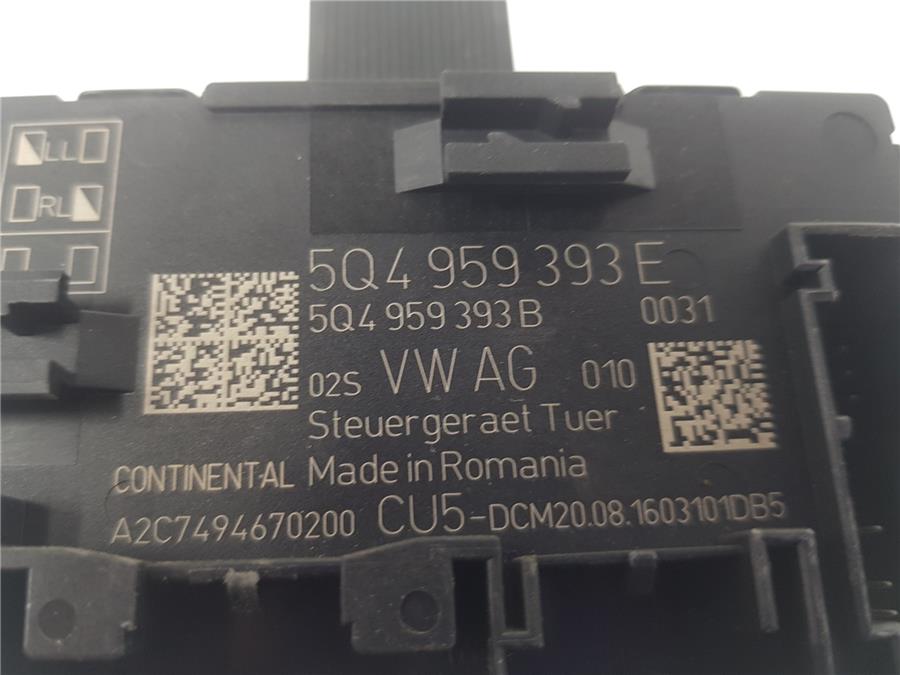 LL
RL
5Q4 959 393 E
5Q4 959 393 B 0031
02S VW AG 010
Steuergeraet Tuer
CONTINENTAL Made in Romania
A2C7494670200 CU5-DCM20.08.1603101DB5